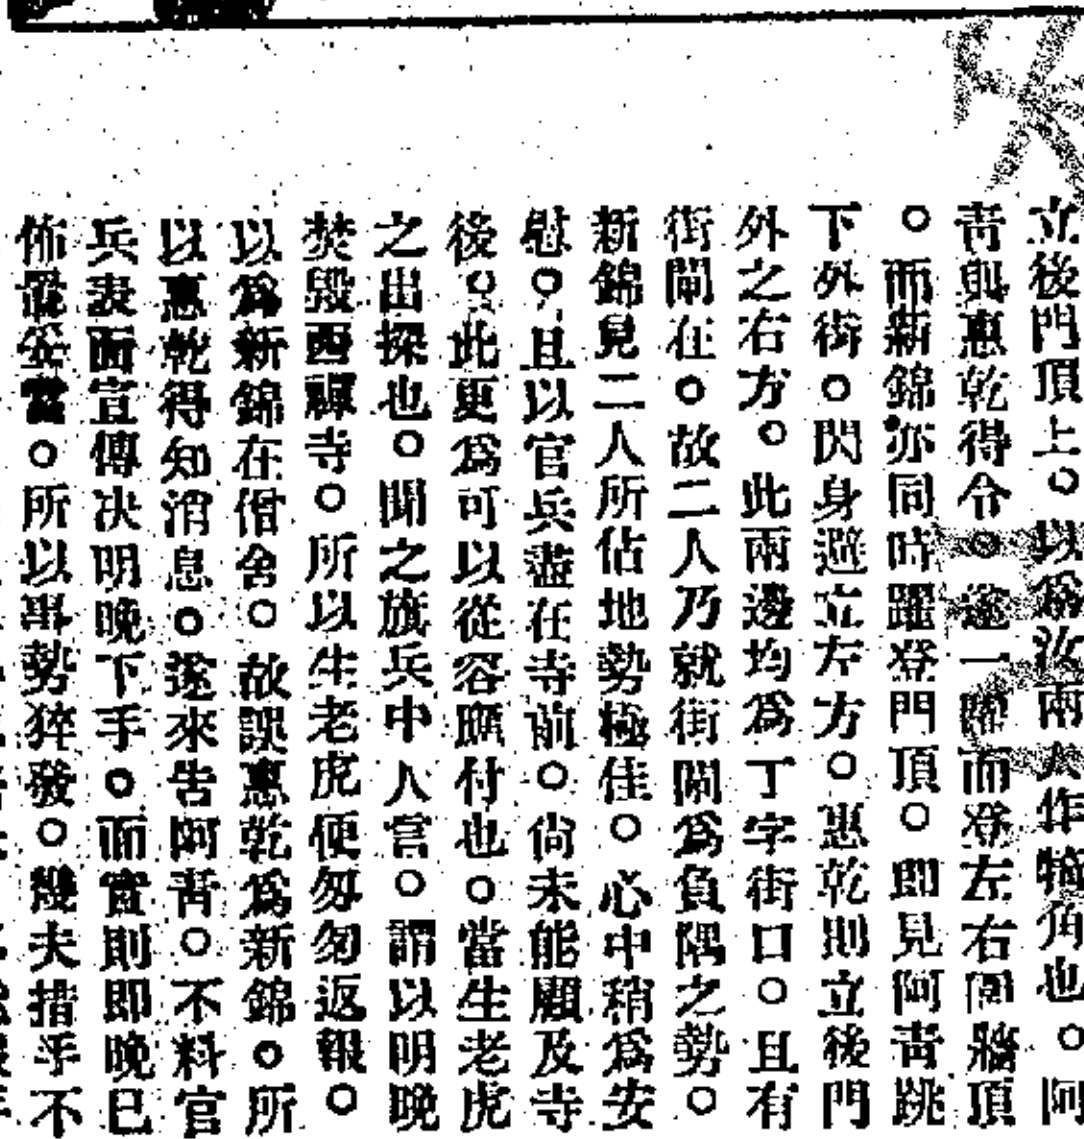 立後門頂上。以爲汝兩人作犄角也。阿
靑與惠乾得令。遂一躍而登左右圍牆頂
。而新錦亦同時躍登門頂。即見阿靑跳
下外街。閃身避立左方。惠乾則立後門
外之右方。此兩邊均爲丁字街口。且有
街閘在。故二人乃就街閘爲負隅之勢。
新錦見二人所佔地勢極佳。心中稍爲安
慰。且以官兵盡在寺前。尙未能顧及寺
後。此更爲可以從容應付也。當生老虎
之出探也。聞之旗兵中人言。謂以明晚
焚毀西禪寺。所以生老虎便匆匆返報。
以爲新錦在僧舍。故誤惠乾爲新錦。所
以惠乾得知消息。遂來告阿靑。不料官
兵表面宣傳决明晚下手。而實則即晚已
佈置妥當。所以事勢猝發。幾夫措手不